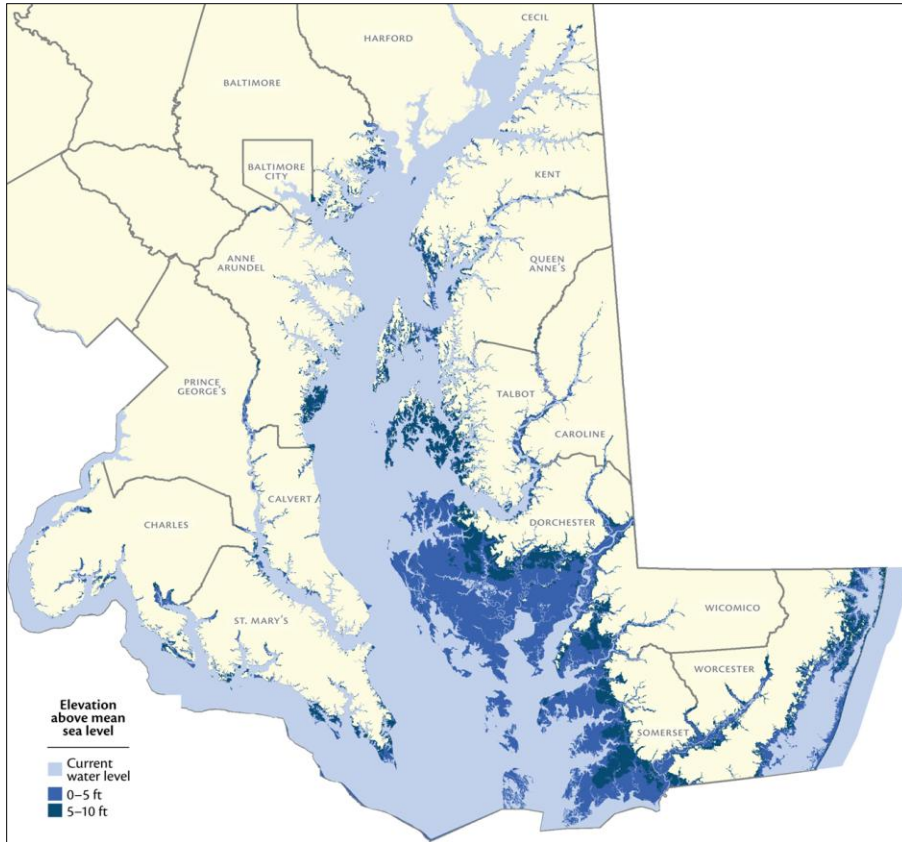 CECIL
HARFORD
BALTIMORE
BALTIMORE
CITY
KENT
ANNE
ARUNDEL
QUEEN
ANNE'S
PRINCE
GEORGE'S
TALBOT
CAROLINE
CALVERT
CHARLES
DORCHESTER
ST. MARY'S
WICOMICO
WORCESTER
SOMERSET
Elevation
above mean
sea level
Current
water level
0–5 ft
5–10 ft